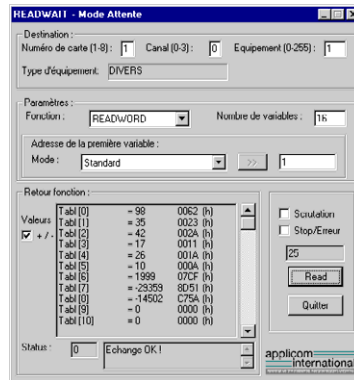 READWAIT - Mode Attente
Destination :
Numéro de carte (1-8) : 1 Canal (0-3) : 0 Equipement (0-255) : 1
Type d'équipement: DIVERS
Paramètres :
Fonction : READWORD Nombre de variables : 16
Adresse de la première variable :
Mode : Standard >> 1
Retour fonction :
Valeurs
+ / -
Tabl [0] = 98 0062 (h)
Tabl [1] = 35 0023 (h)
Tabl [2] = 42 002A (h)
Tabl [3] = 17 0011 (h)
Tabl [4] = 26 001A (h)
Tabl [5] = 10 000A (h)
Tabl [6] = 1999 07CF (h)
Tabl [7] = -29359 8D51 (h)
Tabl [0] = -14502 C75A (h)
Tabl [9] = 0 0000 (h)
Tabl [10] = 0 0000 (h)
Scrutation
Stop/Erreur
25
Read
Quitter
Status : 0 Echange OK !
applicom
international